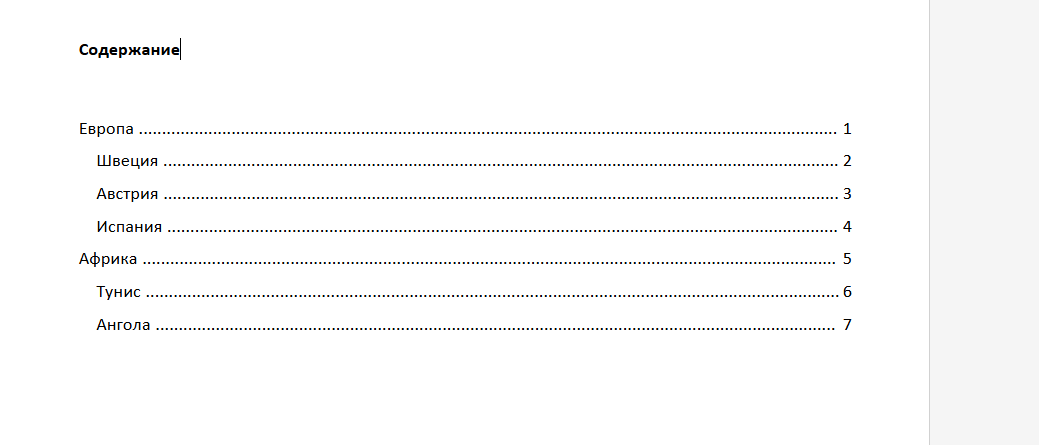 Содержание
Европа ........................................................................................................................................................ 1
Швеция .................................................................................................................................................. 2
Австрия .................................................................................................................................................. 3
Испания ................................................................................................................................................. 4
Африка ....................................................................................................................................................... 5
Тунис ...................................................................................................................................................... 6
Ангола ................................................................................................................................................... 7